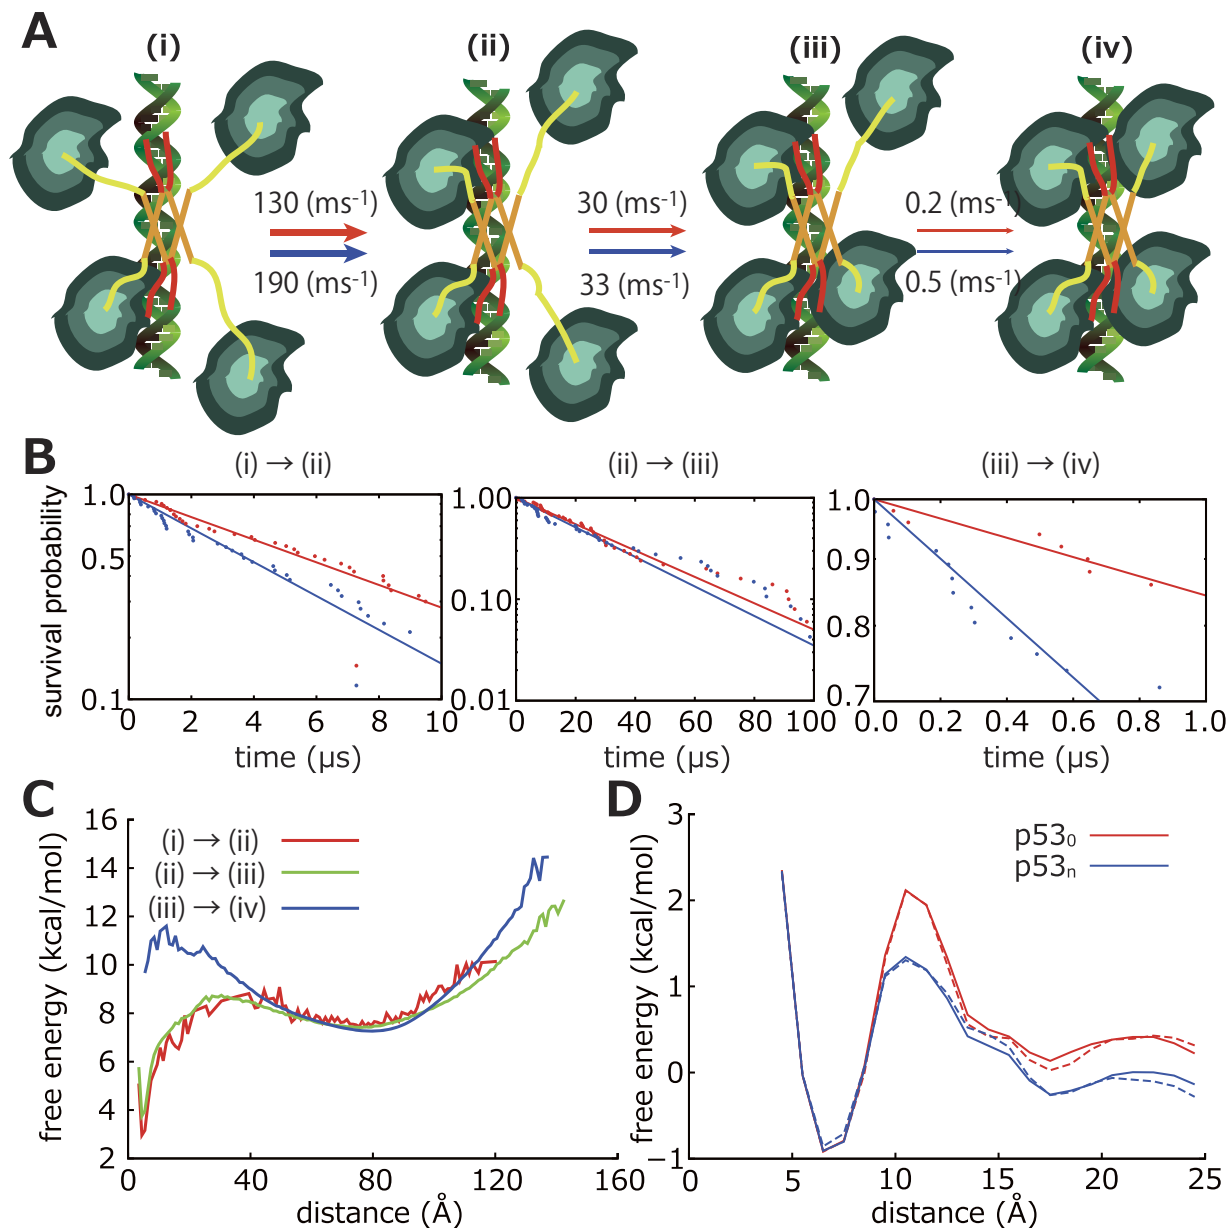 A
(i)
(ii)
(iii)
(iv)
130 (ms-1)
190 (ms-1)
30 (ms-1)
33 (ms-1)
0.2 (ms-1)
0.5 (ms-1)
B
(i) → (ii)
(ii) → (iii)
(iii) → (iv)
survival probability
1.0
0.5
0.1
0 2 4 6 8 10
time (μs)
1.00
0.10
0.01
0 20 40 60 80 100
time (μs)
1.0
0.9
0.8
0.7
0.0 0.2 0.4 0.6 0.8 1.0
time (μs)
C
free energy (kcal/mol)
16
14
12
10
8
6
4
2
(i) → (ii)
(ii) → (iii)
(iii) → (iv)
0 40 80 120 160
distance (Å)
D
free energy (kcal/mol)
3
2
1
0
−1
p530
p53n
5 10 15 20 25
distance (Å)